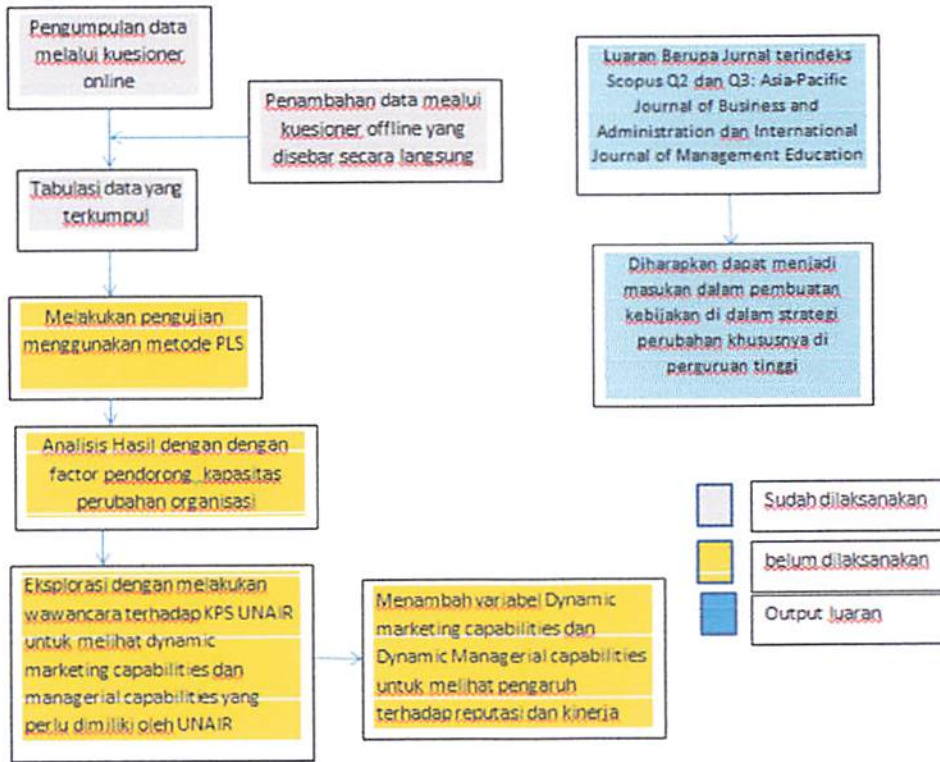 Pengumpulan data
melalui kuesioner
online
Penambahan data mealui
kuesioner offline yang
disebar secara langsung
Tabulasi data yang
terkumpul
Melakukan pengujian
menggunakan metode PLS
Analisis Hasil dengan dengan
factor pendorong kapasitas
perubahan organisasi
Eksplorasi dengan melakukan
wawancara terhadap KPS UNAIR
untuk melihat dynamic
marketing capabilities dan
managerial capabilities yang
perlu dimiliki oleh UNAIR
Menambah variabel Dynamic
marketing capabilities dan
Dynamic Managerial capabilities
untuk melihat pengaruh
terhadap reputasi dan kinerja
Luaran Berupa Jurnal terindeks
Scopus Q2 dan Q3: Asia-Pacific
Journal of Business and
Administration dan International
Journal of Management Education
Diharapkan dapat menjadi
masukan dalam pembuatan
kebijakan di dalam strategi
perubahan khususnya di
perguruan tinggi
Sudah dilaksanakan
belum dilaksanakan
Output luaran